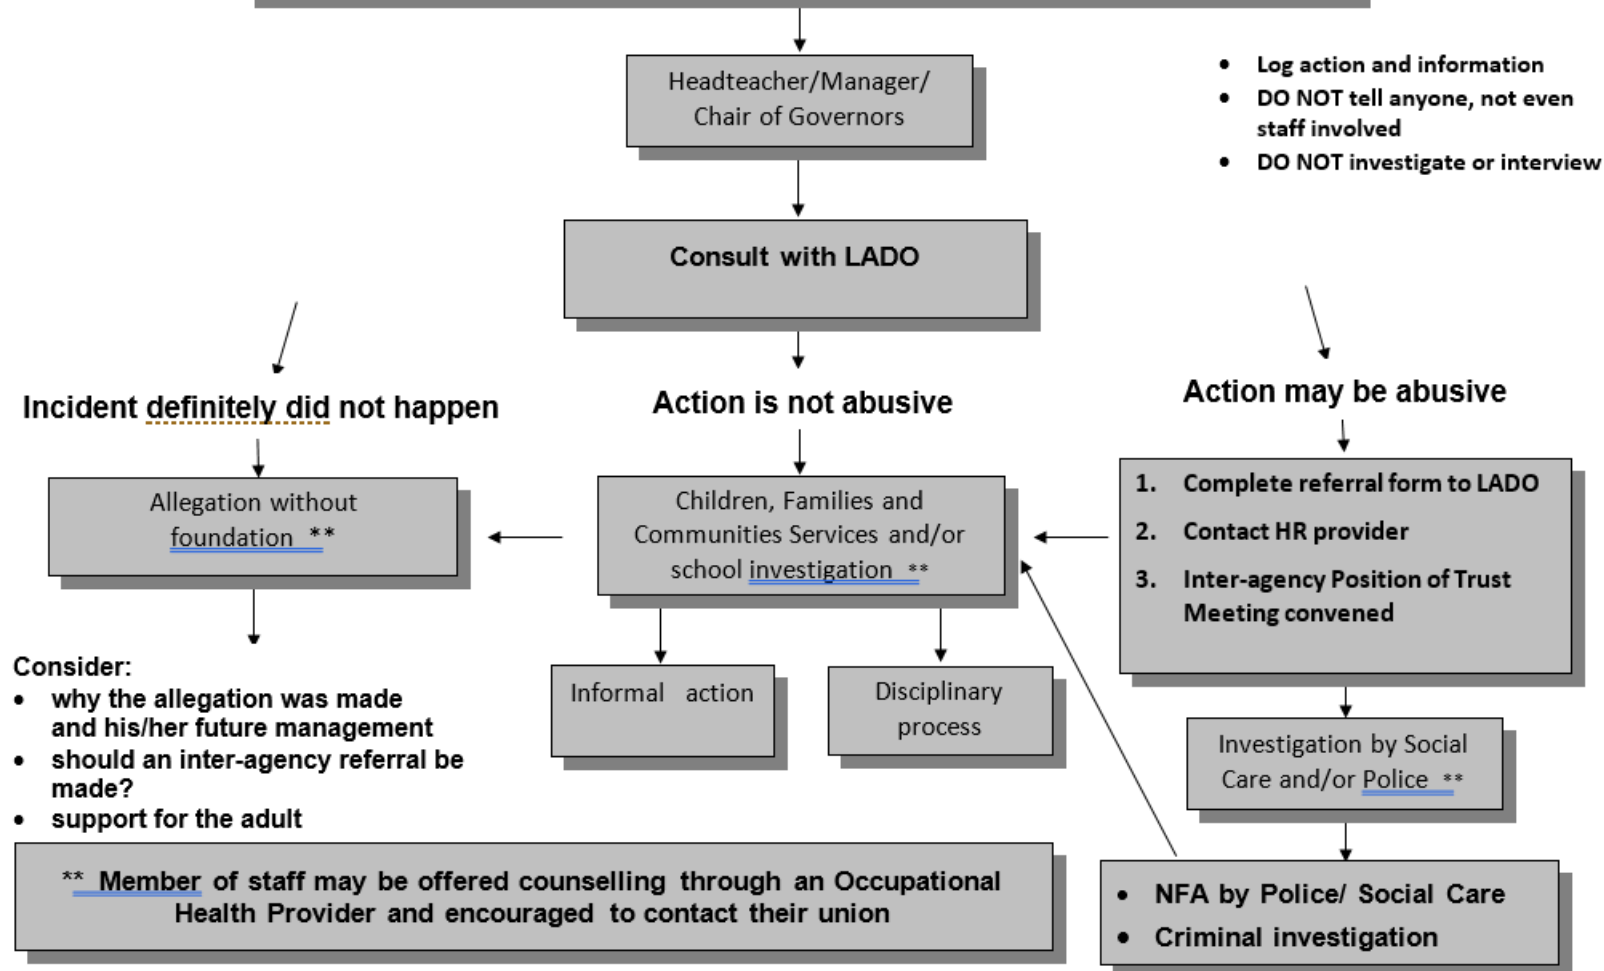 Headteacher/Manager/
Chair of Governors
• Log action and information
• DO NOT tell anyone, not even
staff involved
• DO NOT investigate or interview
Consult with LADO
Incident definitely did not happen
Action is not abusive
Action may be abusive
Allegation without
foundation **
Children, Families and
Communities Services and/or
school investigation **
1. Complete referral form to LADO
2. Contact HR provider
3. Inter-agency Position of Trust
Meeting convened
Consider:
• why the allegation was made
and his/her future management
• should an inter-agency referral be
made?
• support for the adult
Informal action
Disciplinary
process
Investigation by Social
Care and/or Police **
** Member of staff may be offered counselling through an Occupational
Health Provider and encouraged to contact their union
• NFA by Police/ Social Care
• Criminal investigation